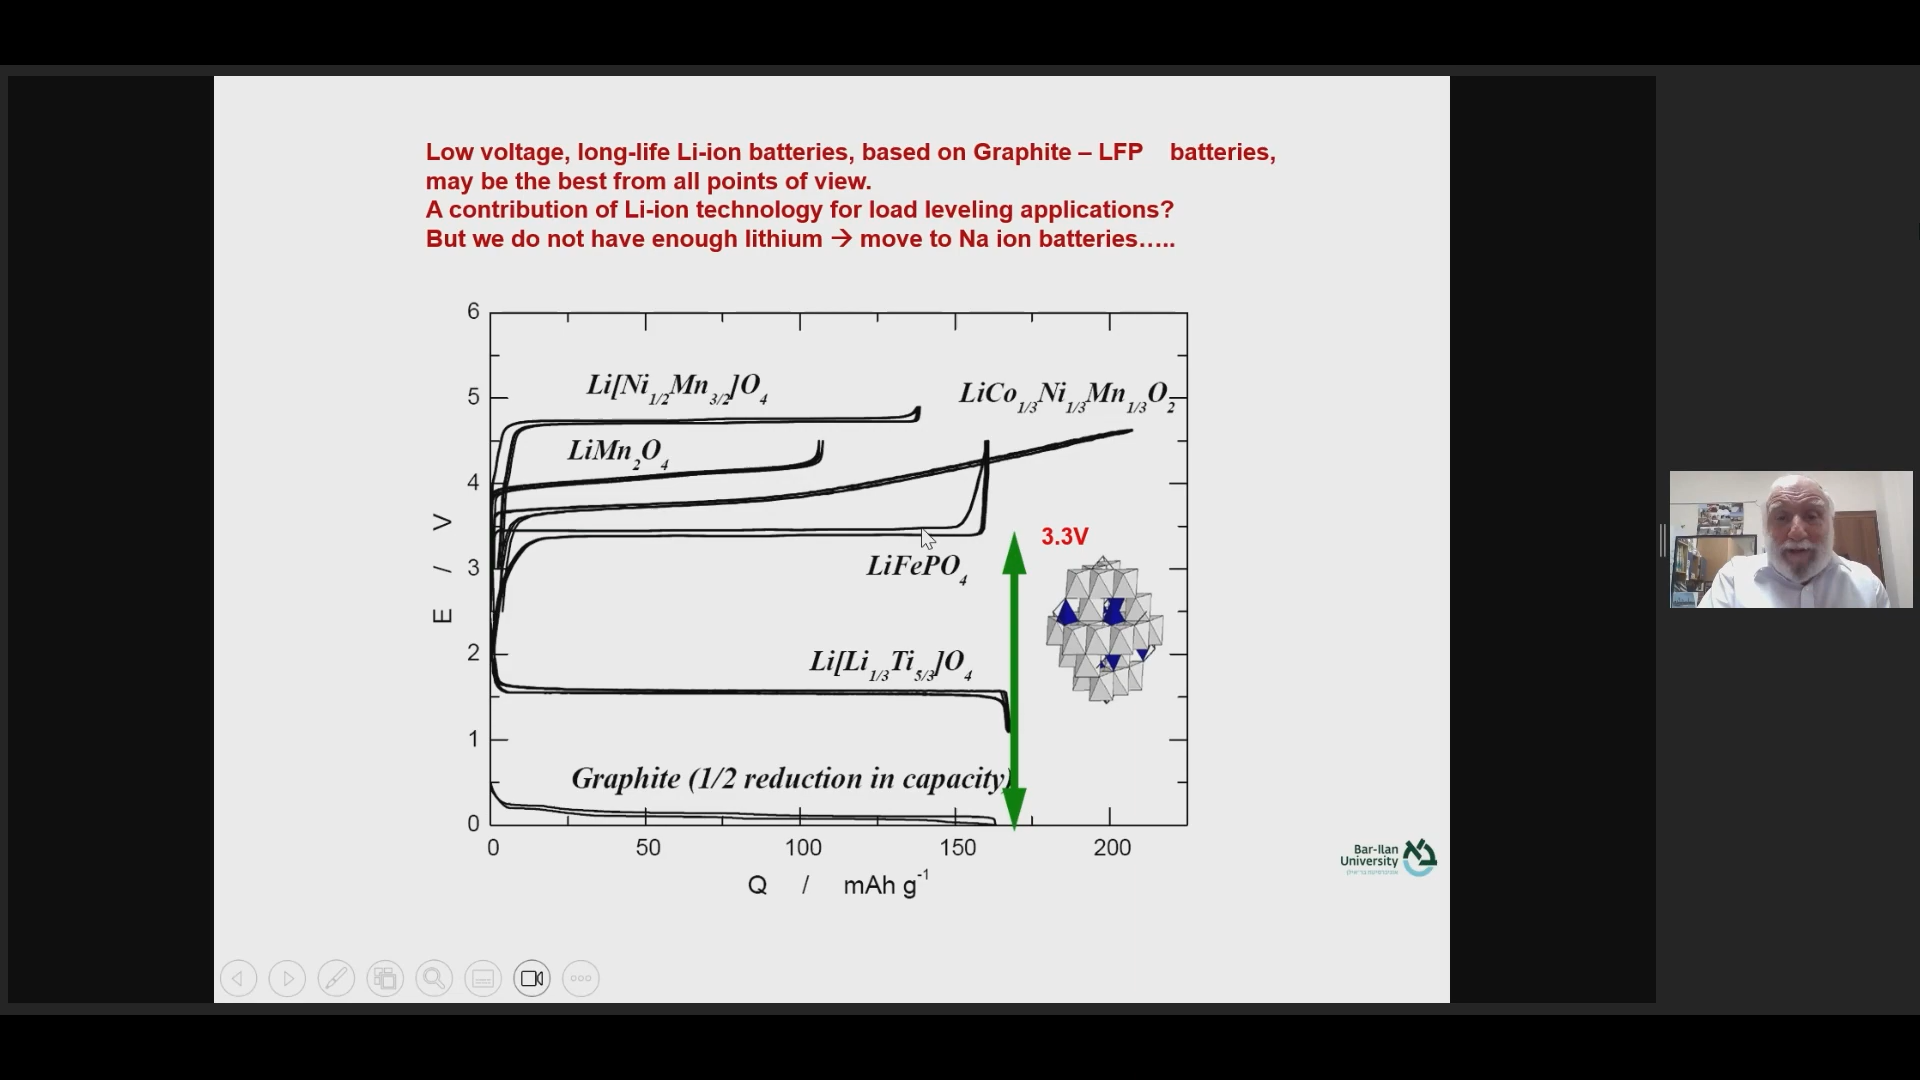 Low voltage, long-life Li-ion batteries, based on Graphite – LFP batteries,
may be the best from all points of view.
A contribution of Li-ion technology for load leveling applications?
But we do not have enough lithium → move to Na ion batteries…..
6
5
4
3
2
1
0
E / V
Li[Ni1/2Mn3/2]O4
LiCo1/3Ni1/3Mn1/3O2
LiMn2O4
3.3V
LiFePO4
Li[Li1/3Ti5/3]O4
Graphite (1/2 reduction in capacity)
0 50 100 150 200
Q / mAh g-1
Bar-Ilan
University